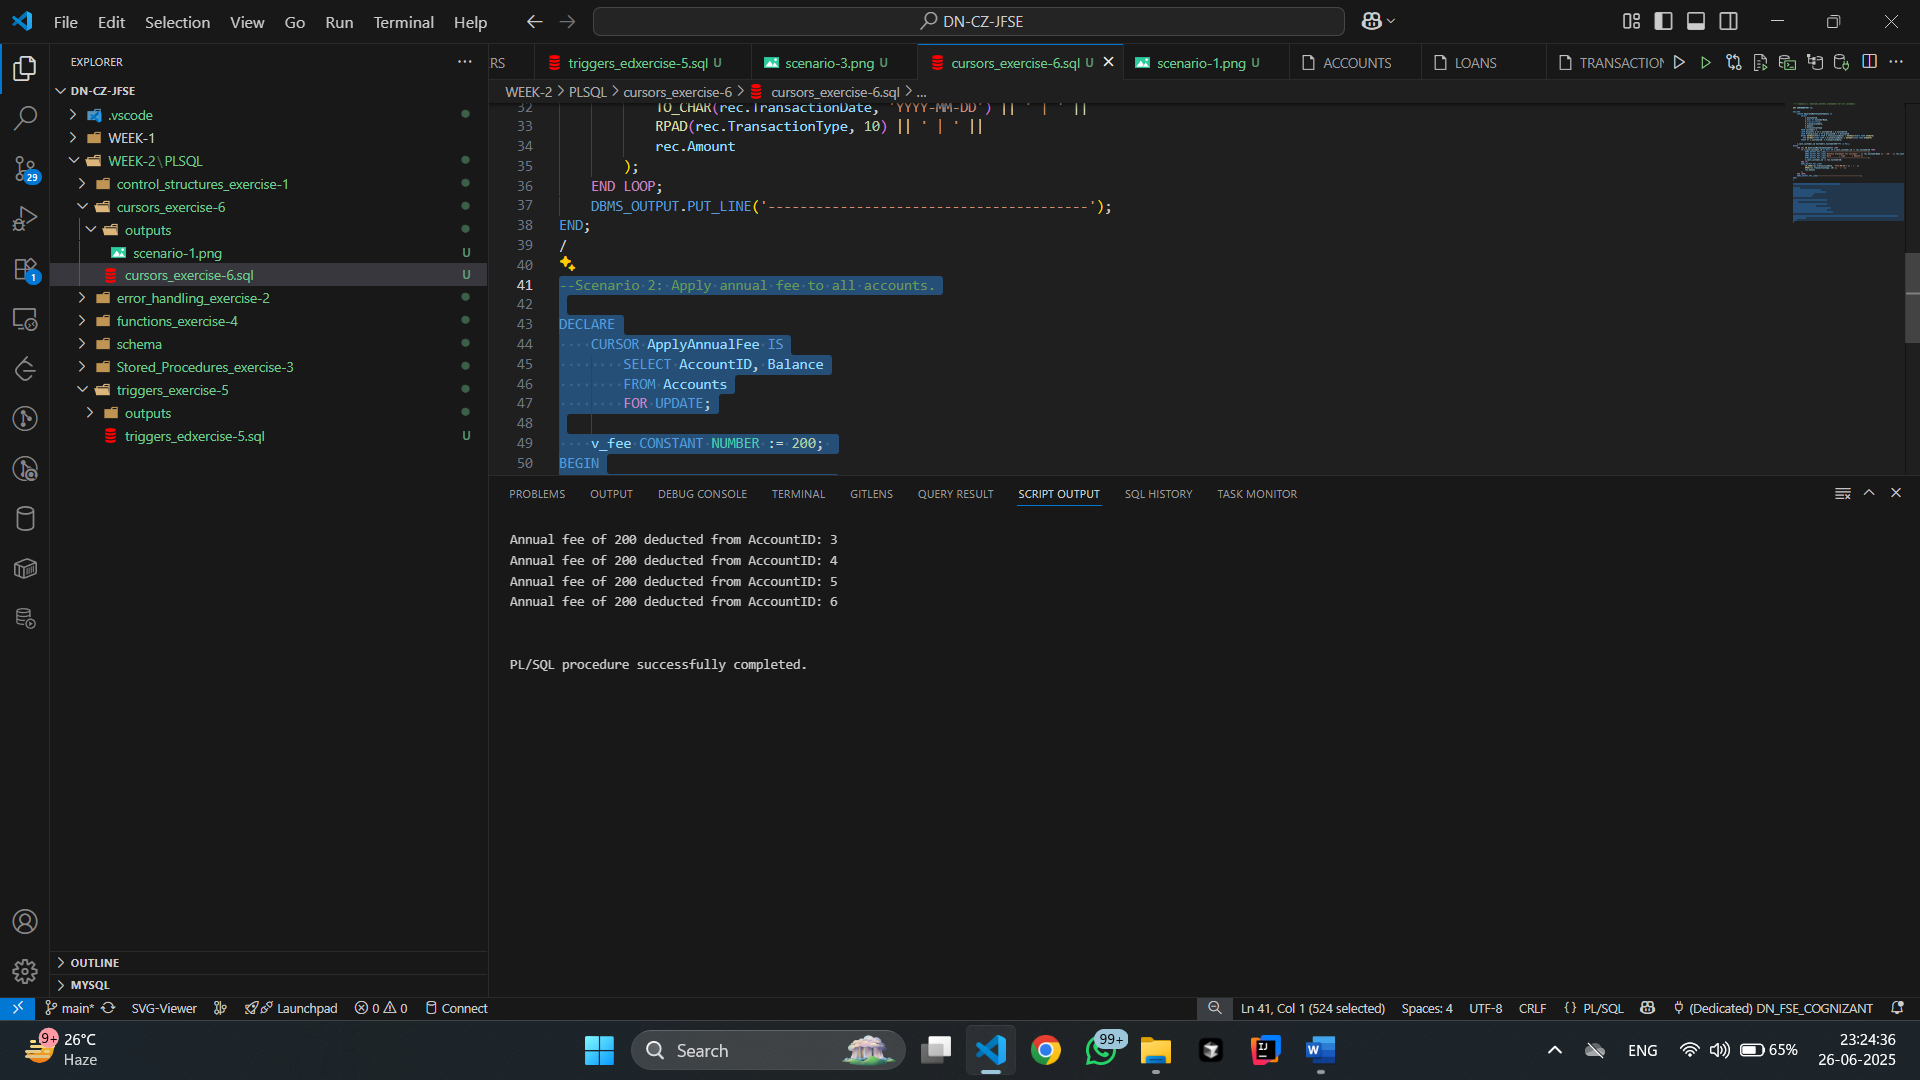 File Edit Selection View Go Run Terminal Help
DN-CZ-JFSE
EXPLORER
DN-CZ-JFSE
.vscode
WEEK-1
WEEK-2\PLSQL
control_structures_exercise-1
cursors_exercise-6
outputs
scenario-1.png U
cursors_exercise-6.sql U
error_handling_exercise-2
functions_exercise-4
schema
Stored_Procedures_exercise-3
triggers_exercise-5
outputs
triggers_edxercise-5.sql U
OUTLINE
MYSQL
29
1
RS triggers_edxercise-5.sql U scenario-3.png U cursors_exercise-6.sql U scenario-1.png U ACCOUNTS LOANS TRANSACTION
WEEK-2 > PLSQL > cursors_exercise-6 > cursors_exercise-6.sql > ...
32 TO_CHAR(rec.TransactionDate, 'YYYY-MM-DD') || ' | ' ||
33 RPAD(rec.TransactionType, 10) || ' | ' ||
34 rec.Amount
35 );
36 END LOOP;
37 DBMS_OUTPUT.PUT_LINE('----------------------------------------');
38 END;
39 /
40
41 --Scenario 2: Apply annual fee to all accounts.
42
43 DECLARE
44 CURSOR ApplyAnnualFee IS
45 SELECT AccountID, Balance
46 FROM Accounts
47 FOR UPDATE;
48
49 v_fee CONSTANT NUMBER := 200;
50 BEGIN
PROBLEMS OUTPUT DEBUG CONSOLE TERMINAL GITLENS QUERY RESULT SCRIPT OUTPUT SQL HISTORY TASK MONITOR
Annual fee of 200 deducted from AccountID: 3
Annual fee of 200 deducted from AccountID: 4
Annual fee of 200 deducted from AccountID: 5
Annual fee of 200 deducted from AccountID: 6
PL/SQL procedure successfully completed.
main* SVG-Viewer Launchpad 0 0 Connect Ln 41, Col 1 (524 selected) Spaces: 4 UTF-8 CRLF {} PL/SQL (Dedicated) DN_FSE_COGNIZANT
9+ 26°C
Haze
Search
99+
ENG 65%
23:24:36
26-06-2025